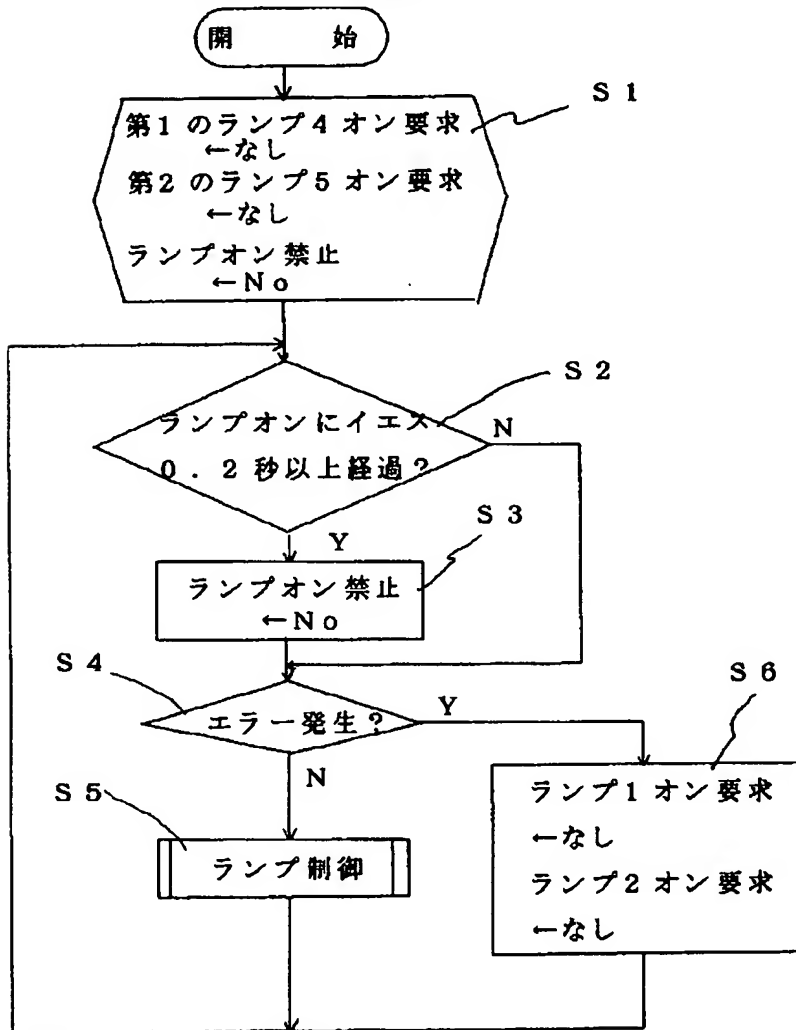 開 始
S 1
第1 のランプ4 オン要求
←なし
第2 のランプ5 オン要求
←なし
ランプオン禁止
←No
S 2
ランプオンにイエス
N
0 . 2 秒以上経過?
Y
S 3
ランプオン禁止
←No
S 4
エラー発生?
Y
N
S 6
ランプ1 オン要求
←なし
ランプ2 オン要求
←なし
S 5
ランプ制御